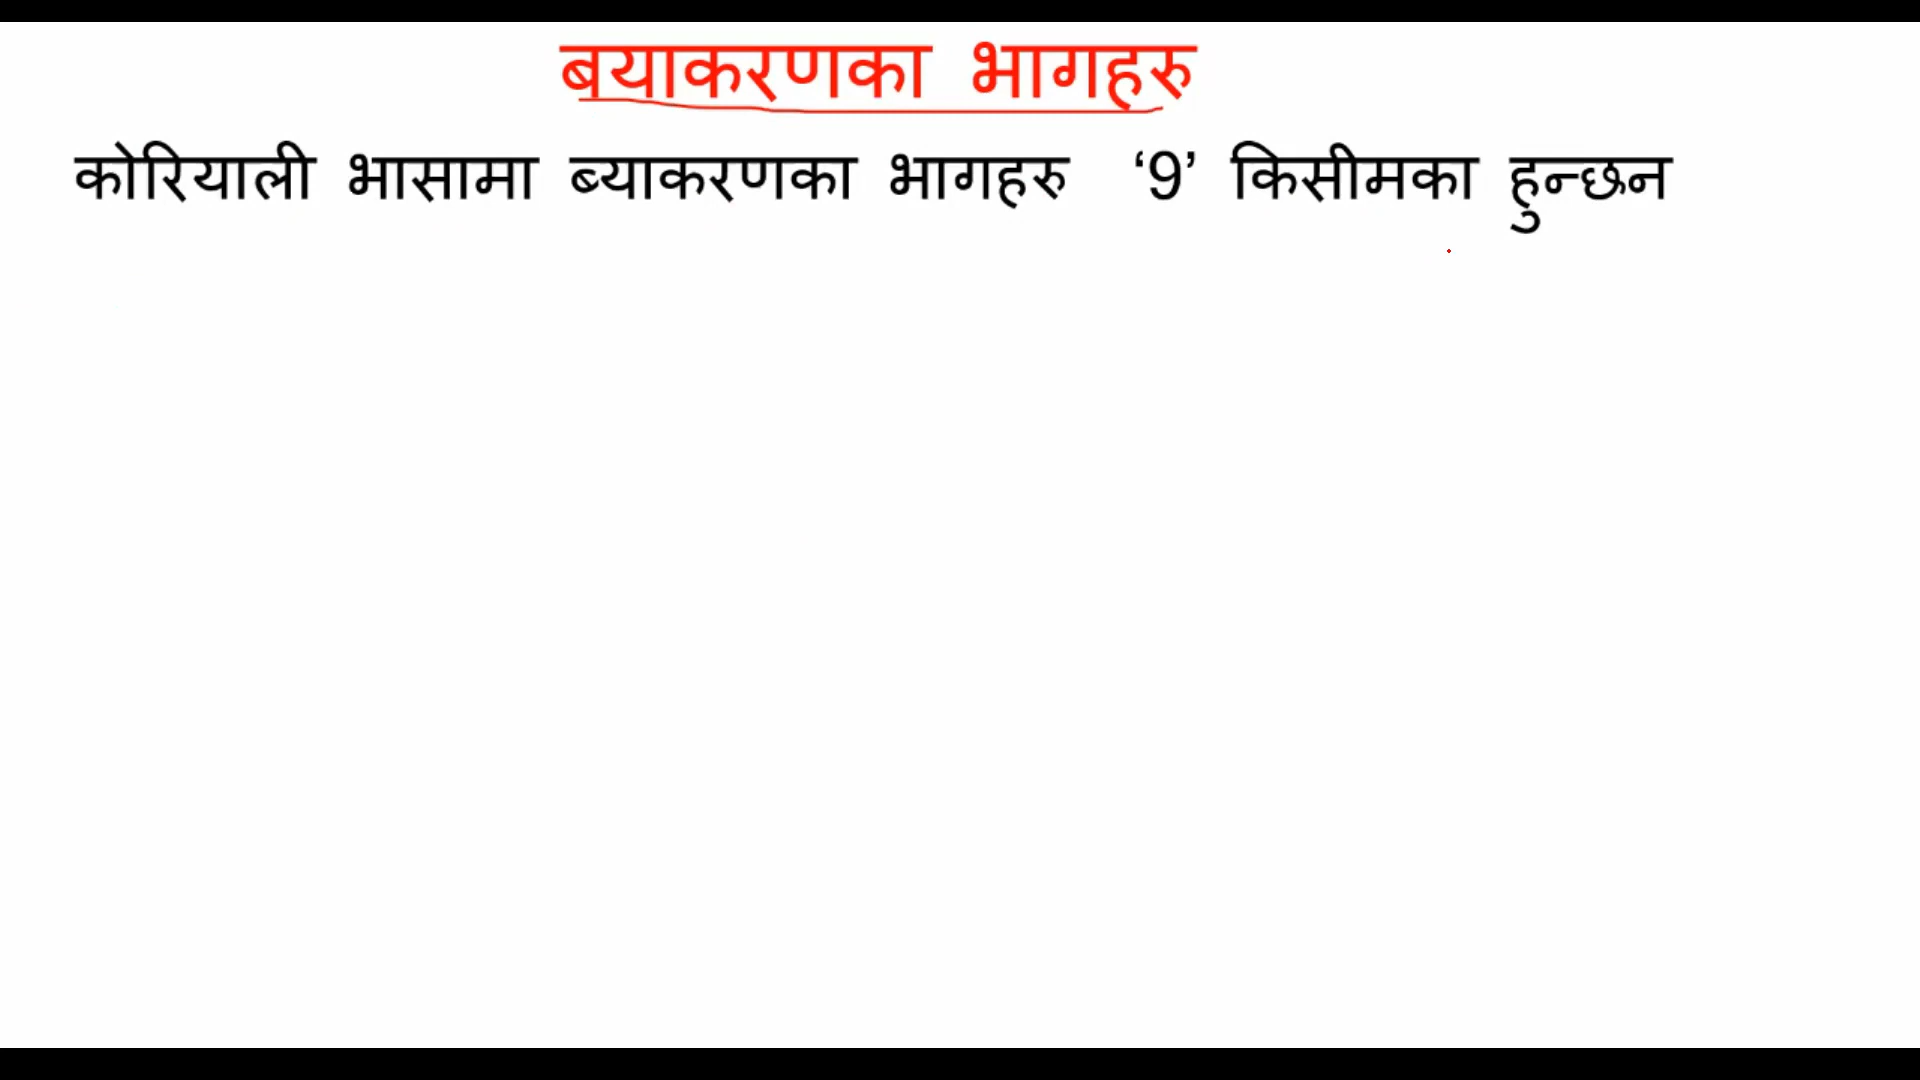 बयाकरणका भागहरु
कोरियाली भासामा ब्याकरणका भागहरु ‘9’ किसीमका हुन्छन